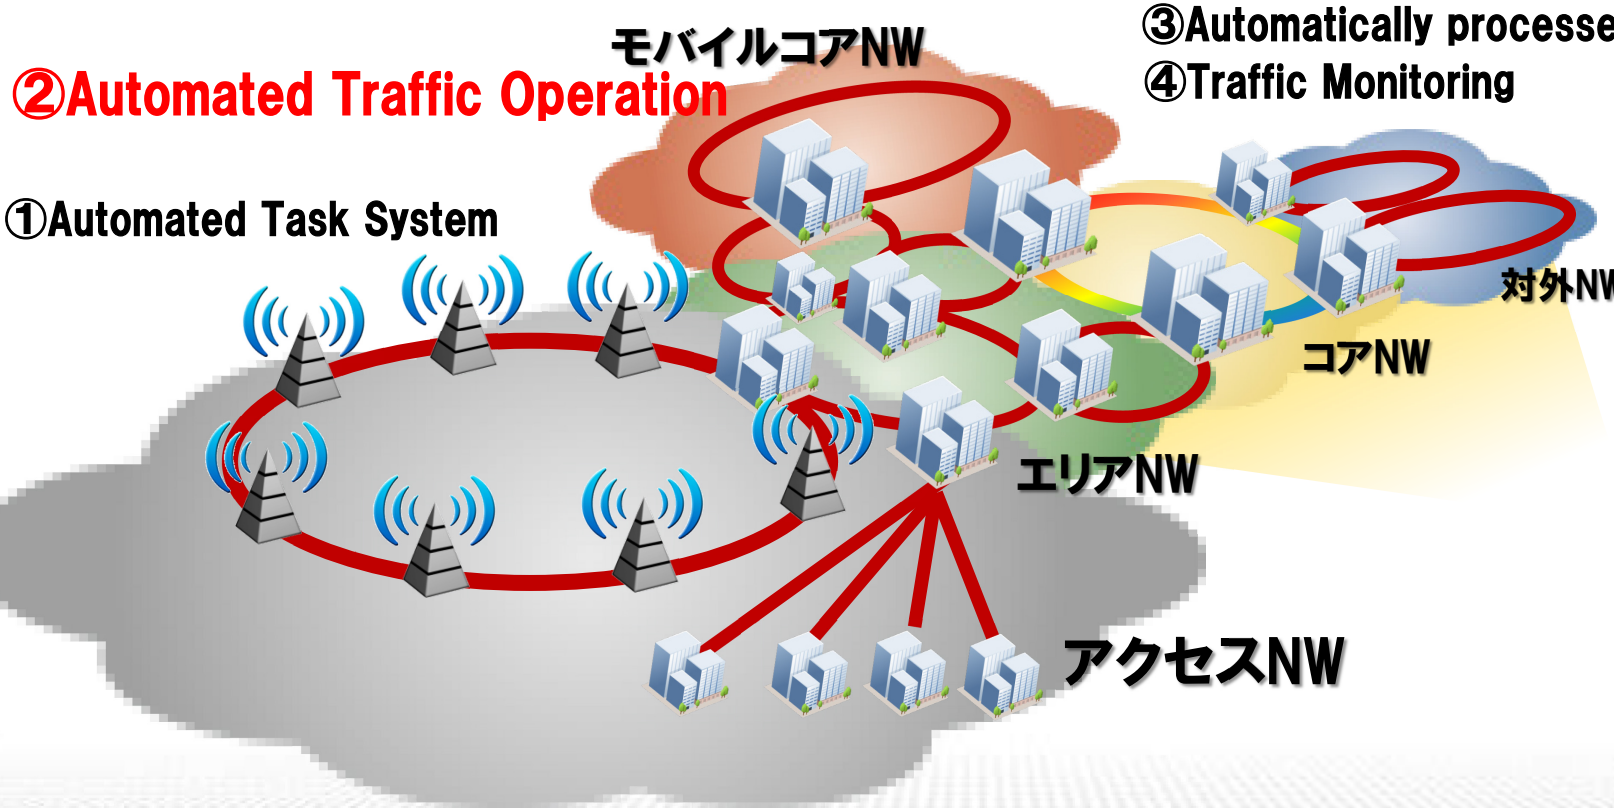 モバイルコアNW
③Automatically processe
②Automated Traffic Operation
④Traffic Monitoring
①Automated Task System
対外NW
コアNW
エリアNW
アクセスNW